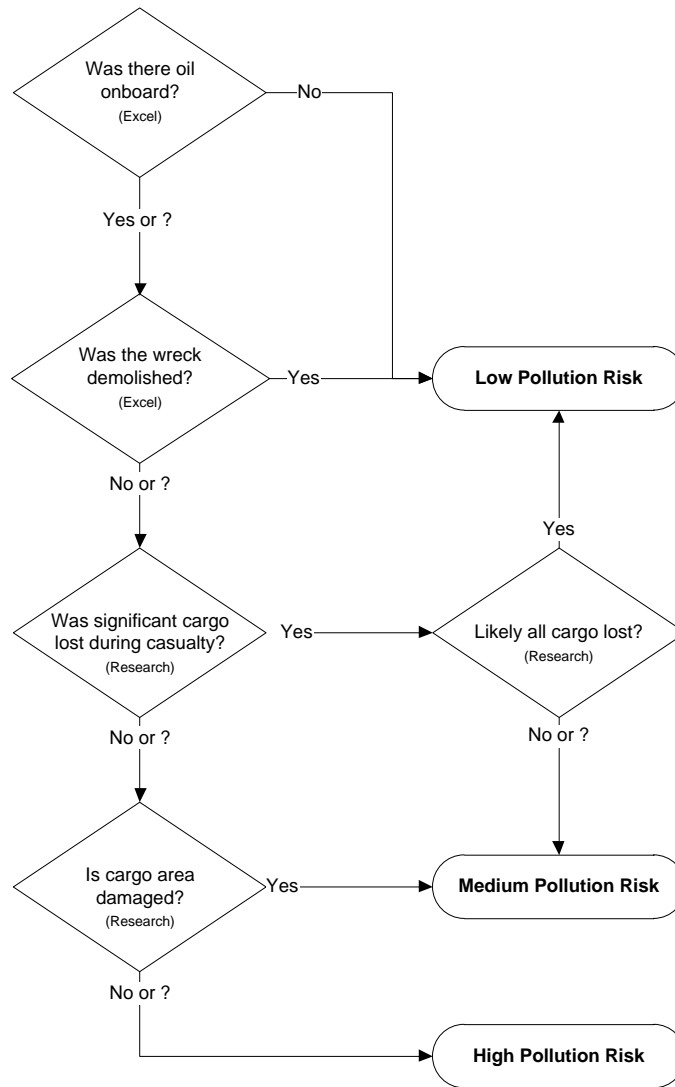 Was there oil
onboard?
(Excel)
No
Yes or ?
Was the wreck
demolished?
(Excel)
Yes
Low Pollution Risk
No or ?
Yes
Was significant cargo
lost during casualty?
(Research)
Yes
Likely all cargo lost?
(Research)
No or ?
No or ?
Is cargo area
damaged?
(Research)
Yes
Medium Pollution Risk
No or ?
High Pollution Risk